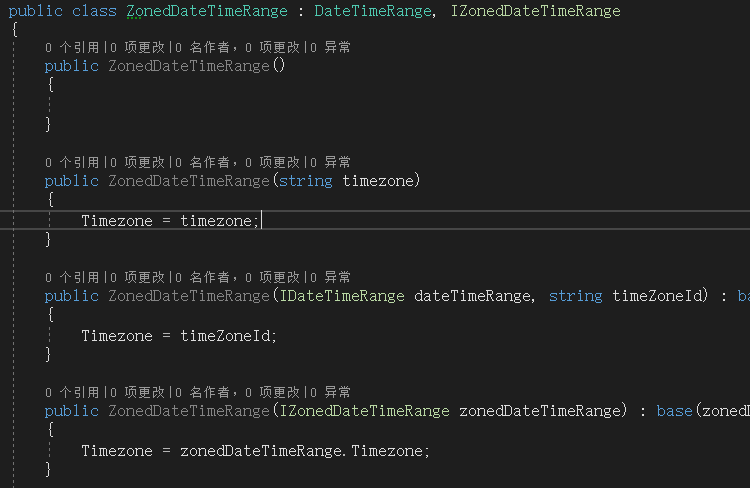 public class ZonedDateTimeRange : DateTimeRange, IZonedDateTimeRange
{
0 个引用|0 项更改|0 名作者，0 项更改|0 异常
public ZonedDateTimeRange()
{
}
0 个引用|0 项更改|0 名作者，0 项更改|0 异常
public ZonedDateTimeRange(string timezone)
{
Timezone = timezone;
}
0 个引用|0 项更改|0 名作者，0 项更改|0 异常
public ZonedDateTimeRange(IDateTimeRange dateTimeRange, string timeZoneId) : ba
{
Timezone = timeZoneId;
}
0 个引用|0 项更改|0 名作者，0 项更改|0 异常
public ZonedDateTimeRange(IZonedDateTimeRange zonedDateTimeRange) : base(zoned
{
Timezone = zonedDateTimeRange.Timezone;
}